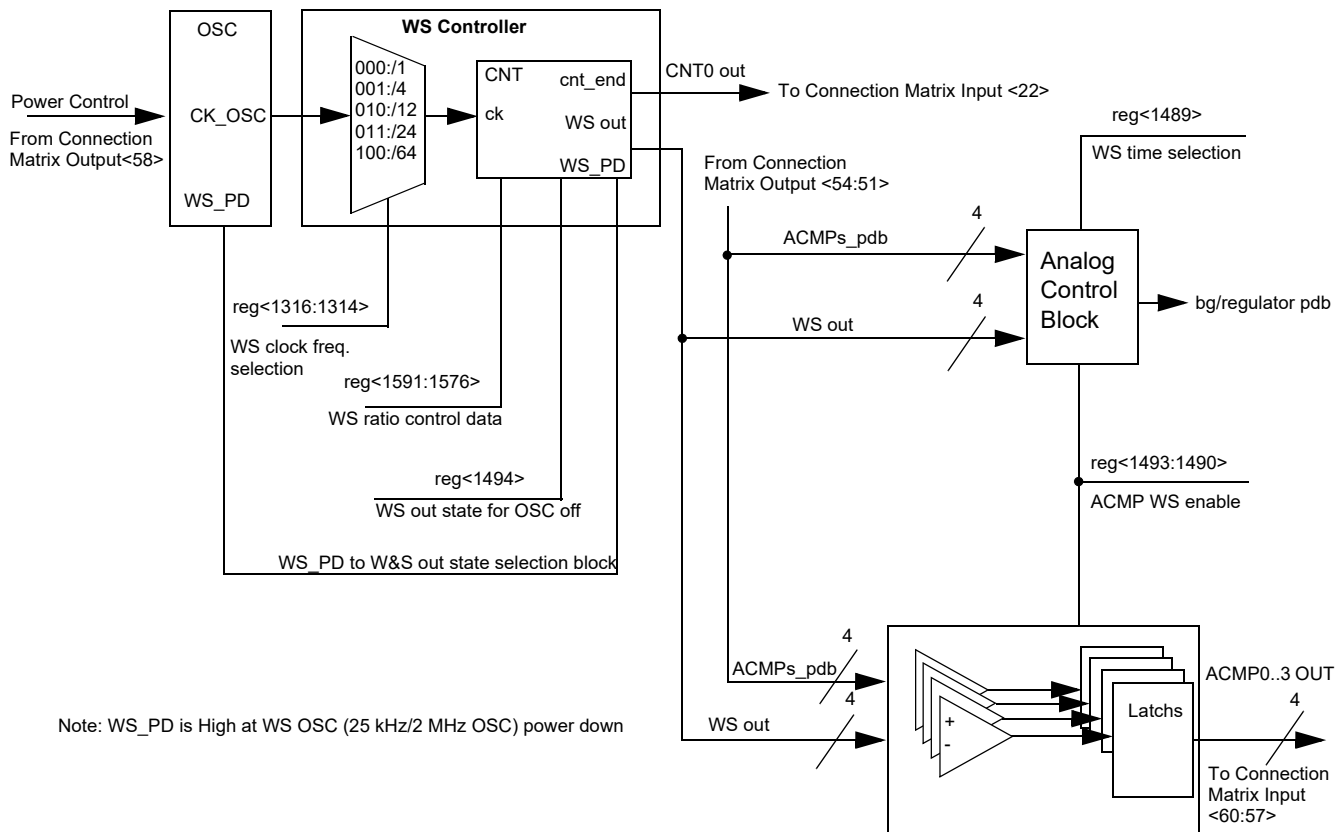 OSC
CK_OSC
WS_PD
Power Control
From Connection
Matrix Output<58>
WS Controller
000:/1
001:/4
010:/12
011:/24
100:/64
CNT
cnt_end
ck
WS out
WS_PD
CNT0 out
To Connection Matrix Input <22>
reg<1316:1314>
WS clock freq.
selection
reg<1591:1576>
WS ratio control data
reg<1494>
WS out state for OSC off
WS_PD to W&S out state selection block
From Connection
Matrix Output <54:51>
ACMPs_pdb
4
WS out
4
reg<1489>
WS time selection
Analog
Control
Block
bg/regulator pdb
reg<1493:1490>
ACMP WS enable
ACMPs_pdb
4
WS out
4
+
-
Latchs
ACMP0..3 OUT
4
To Connection
Matrix Input
<60:57>
Note: WS_PD is High at WS OSC (25 kHz/2 MHz OSC) power down